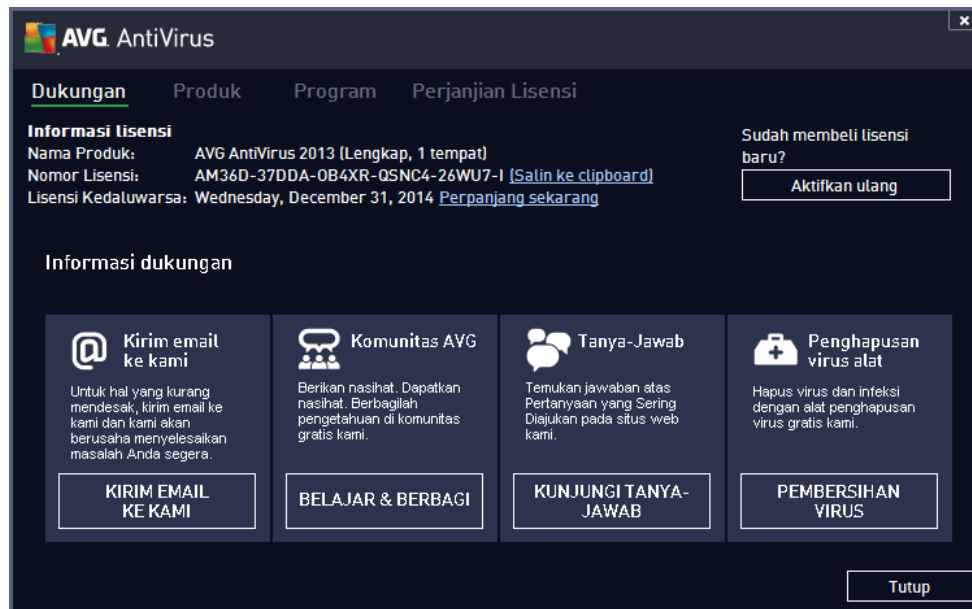 AVG. AntiVirus
Dukungan Produk Program Perjanjian Lisensi
Informasi lisensi
Nama Produk: AVG AntiVirus 2013 (Lengkap, 1 tempat)
Nomor Lisensi: AM36D-37DDA-OB4XR-QSNC4-26WU7-I (Salin ke clipboard)
Lisensi Kedaluwarsa: Wednesday, December 31, 2014 Perpanjang sekarang
Sudah membeli lisensi
baru?
Aktifkan ulang
Informasi dukungan
Kirim email
ke kami
Untuk hal yang kurang
mendesak, kirim email ke
kami dan kami akan
berusaha menyelesaikan
masalah Anda segera.
KIRIM EMAIL
KE KAMI
Komunitas AVG
Berikan nasihat. Dapatkan
nasihat. Berbagilah
pengetahuan di komunitas
gratis kami.
BELAJAR & BERBAGI
Tanya-Jawab
Temukan jawaban atas
Pertanyaan yang Sering
Diajukan pada situs web
kami.
KUNJUNGI TANYA-
JAWAB
Penghapusan
virus alat
Hapus virus dan infeksi
dengan alat penghapusan
virus gratis kami.
PEMBERSIHAN
VIRUS
Tutup